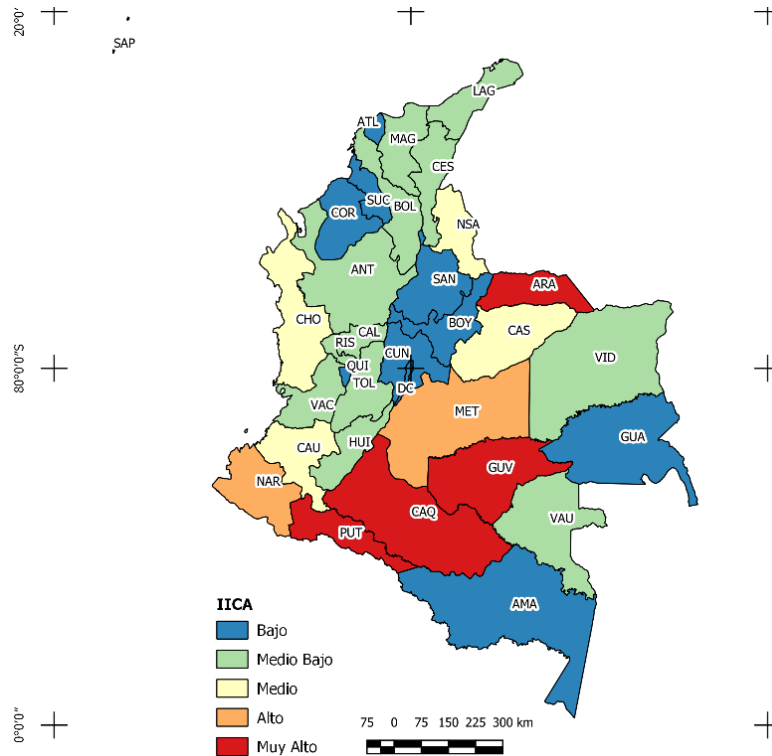 20°0'
SAP
LAG
ATL
MAG
CES
SUC
BOL
COR
NSA
ANT
SAN
ARA
CHO
BOY
CAL
CAS
RIS
CUN
VID
QUI
TOL
80°0'0"S
DC
VAC
MET
GUA
HUI
CAU
GUV
NAR
CAQ
VAU
PUT
AMA
IICA
Bajo
Medio Bajo
Medio
Alto
0°0'0"
75 0 75 150 225 300 km
Muy Alto